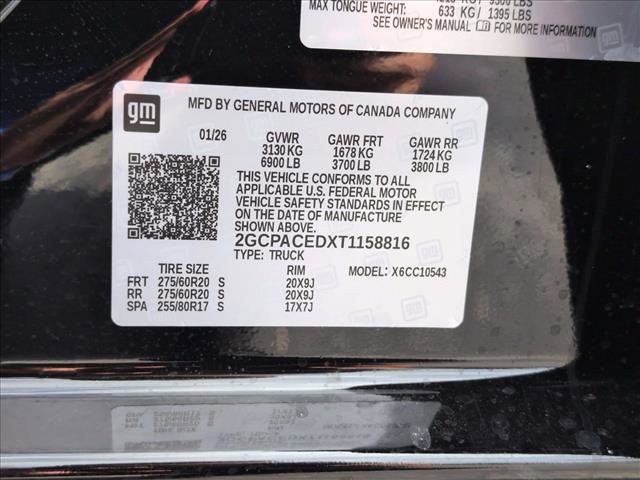 MAX TONGUE WEIGHT: 633 KG/ 1395 LBS
SEE OWNER'S MANUAL FOR MORE INFORMATION
gm
MFD BY GENERAL MOTORS OF CANADA COMPANY
01/26 GVWR GAWR FRT GAWR RR
3130 KG 1678 KG 1724 KG
6900 LB 3700 LB 3800 LB
THIS VEHICLE CONFORMS TO ALL
APPLICABLE U.S. FEDERAL MOTOR
VEHICLE SAFETY STANDARDS IN EFFECT
ON THE DATE OF MANUFACTURE SHOWN ABOVE.
2GCPACEDXT1158816
TYPE: TRUCK
TIRE SIZE RIM MODEL: X6CC10543
FRT 275/60R20 S 20X9J
RR 275/60R20 S 20X9J
SPA 255/80R17 S 17X7J